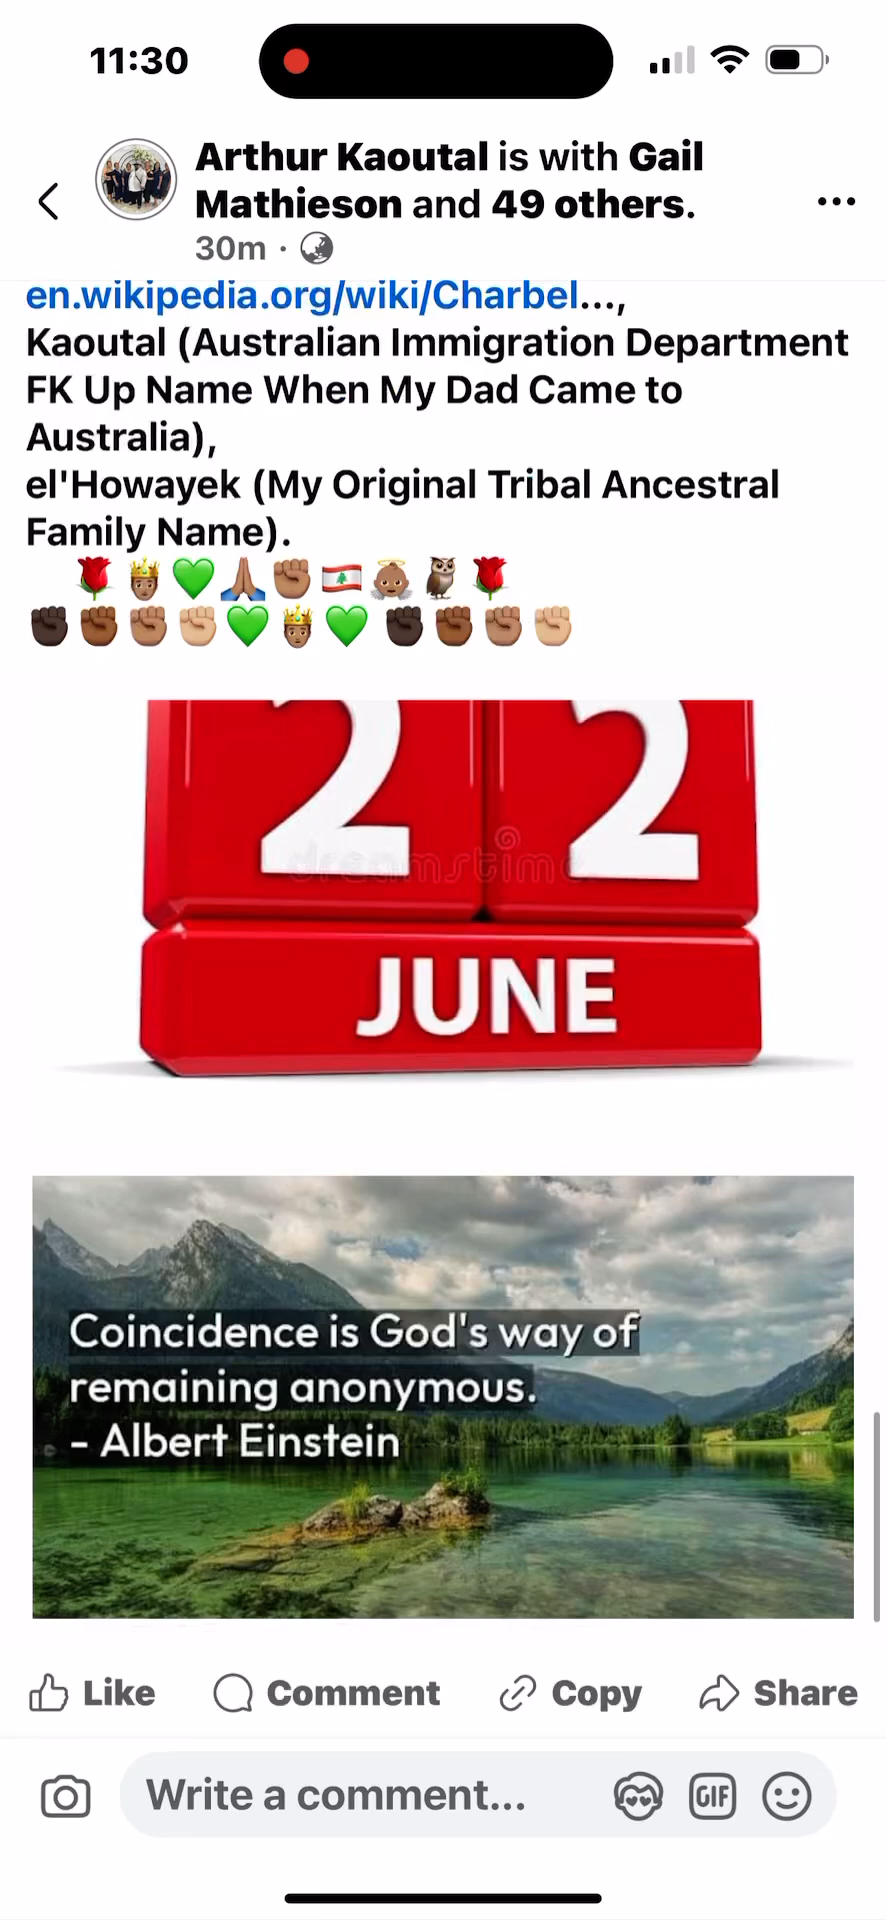 11:30
Arthur Kaoutal is with Gail
Mathieson and 49 others.
30m ·
en.wikipedia.org/wiki/Charbel...,
Kaoutal (Australian Immigration Department
FK Up Name When My Dad Came to
Australia),
el'Howayek (My Original Tribal Ancestral
Family Name).
22
dreamstime
JUNE
Coincidence is God's way of
remaining anonymous.
- Albert Einstein
Like Comment Copy Share
Write a comment... GIF